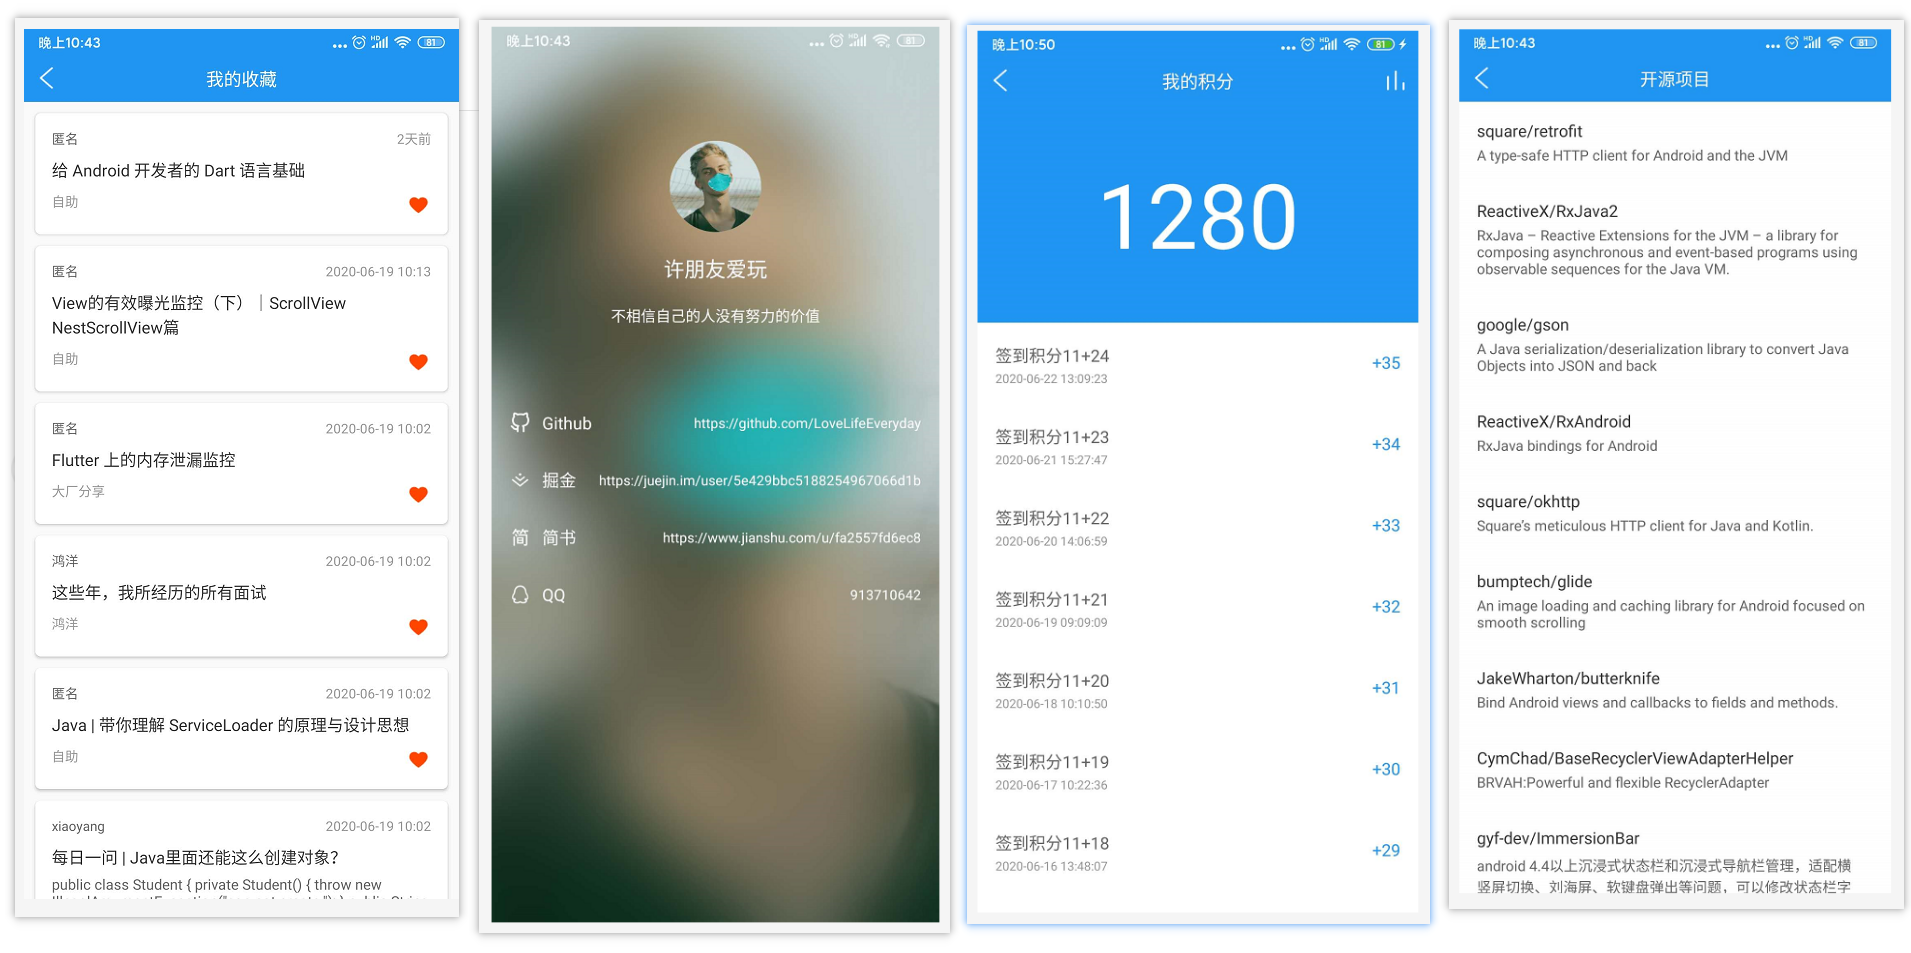 晚上10:43
HD
81
我的收藏
匿名
2天前
给 Android 开发者的 Dart 语言基础
自助
匿名
2020-06-19 10:13
View的有效曝光监控（下）｜ScrollView
NestScrollView篇
自助
匿名
2020-06-19 10:02
Flutter 上的内存泄漏监控
大厂分享
鸿洋
2020-06-19 10:02
这些年，我所经历的所有面试
鸿洋
匿名
2020-06-19 10:02
Java | 带你理解 ServiceLoader 的原理与设计思想
自助
xiaoyang
2020-06-19 10:02
每日一问 | Java里面还能这么创建对象？
public class Student { private Student() { throw new
晚上10:43
HD
81
许朋友爱玩
不相信自己的人没有努力的价值
Github
https://github.com/LoveLifeEveryday
掘金
https://juejin.im/user/5e429bbc5188254967066d1b
简 简书
https://www.jianshu.com/u/fa2557fd6ec8
QQ
913710642
晚上10:50
HD
81
我的积分
1280
签到积分11+24
2020-06-22 13:09:23
+35
签到积分11+23
2020-06-21 15:27:47
+34
签到积分11+22
2020-06-20 14:06:59
+33
签到积分11+21
2020-06-19 09:09:09
+32
签到积分11+20
2020-06-18 10:10:50
+31
签到积分11+19
2020-06-17 10:22:36
+30
签到积分11+18
2020-06-16 13:48:07
+29
晚上10:43
HD
81
开源项目
square/retrofit
A type-safe HTTP client for Android and the JVM
ReactiveX/RxJava2
RxJava – Reactive Extensions for the JVM – a library for
composing asynchronous and event-based programs using
observable sequences for the Java VM.
google/gson
A Java serialization/deserialization library to convert Java
Objects into JSON and back
ReactiveX/RxAndroid
RxJava bindings for Android
square/okhttp
Square's meticulous HTTP client for Java and Kotlin.
bumptech/glide
An image loading and caching library for Android focused on
smooth scrolling
JakeWharton/butterknife
Bind Android views and callbacks to fields and methods.
CymChad/BaseRecyclerViewAdapterHelper
BRVAH:Powerful and flexible RecyclerAdapter
gyf-dev/ImmersionBar
android 4.4以上沉浸式状态栏和沉浸式导航栏管理，适配横
竖屏切换、刘海屏、软键盘弹出等问题，可以修改状态栏字